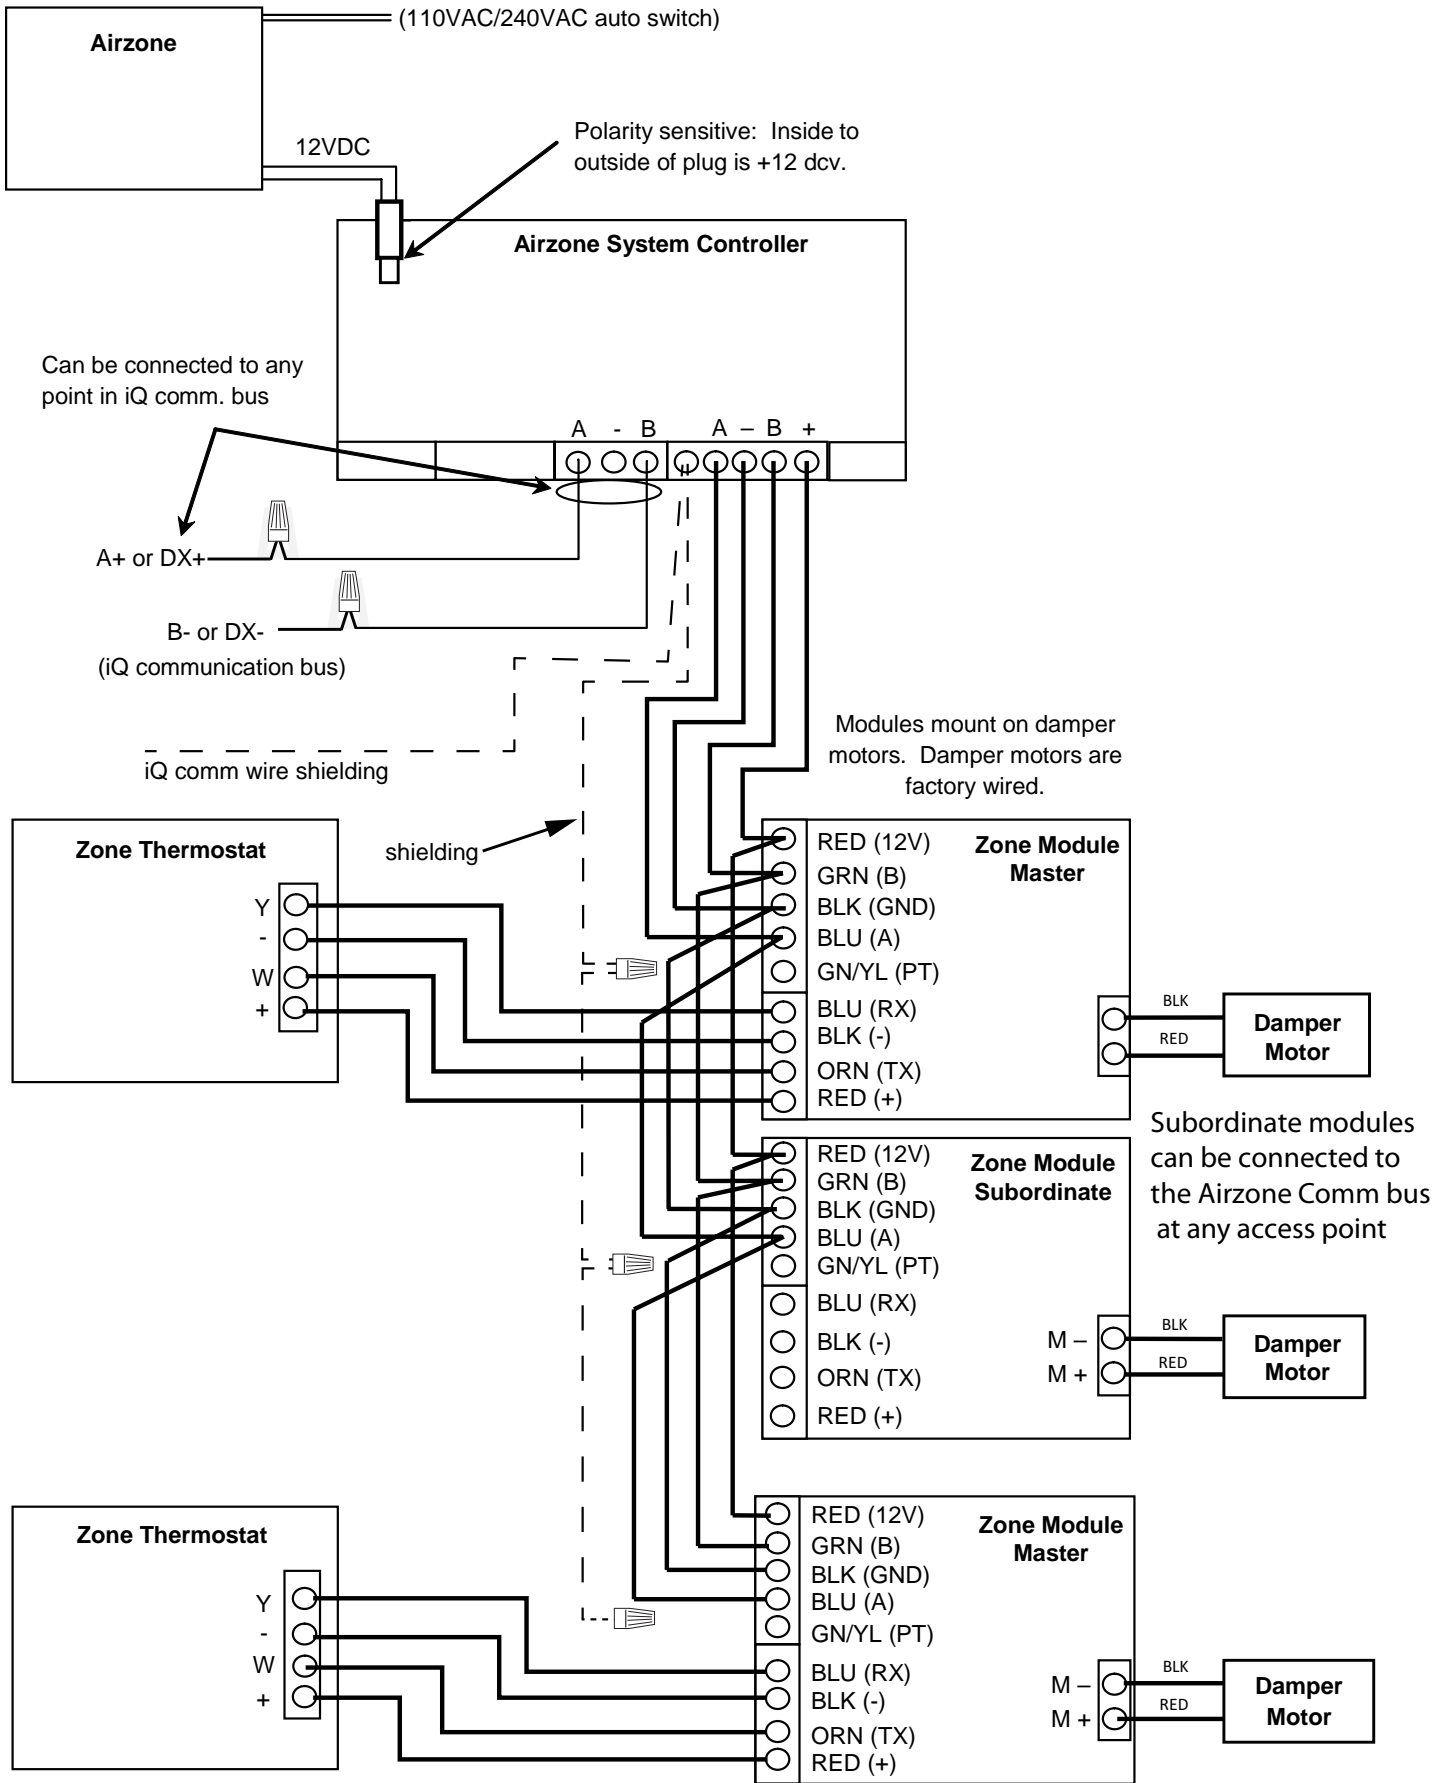 (110VAC/240VAC auto switch)
Airzone
12VDC
Polarity sensitive: Inside to
outside of plug is +12 dcv.
Airzone System Controller
Can be connected to any
point in iQ comm. bus
A - B A – B +
A+ or DX+
B- or DX-
(iQ communication bus)
iQ comm wire shielding
Modules mount on damper
motors. Damper motors are
factory wired.
Zone Thermostat
Y
-
W
+
shielding
Zone Module
Master
RED (12V)
GRN (B)
BLK (GND)
BLU (A)
GN/YL (PT)
BLU (RX)
BLK (-)
ORN (TX)
RED (+)
BLK
RED
Damper
Motor
Subordinate modules
can be connected to
the Airzone Comm bus
at any access point
Zone Module
Subordinate
RED (12V)
GRN (B)
BLK (GND)
BLU (A)
GN/YL (PT)
BLU (RX)
BLK (-)
ORN (TX)
RED (+)
M –
M +
BLK
RED
Damper
Motor
Zone Thermostat
Y
-
W
+
Zone Module
Master
RED (12V)
GRN (B)
BLK (GND)
BLU (A)
GN/YL (PT)
BLU (RX)
BLK (-)
ORN (TX)
RED (+)
M –
M +
BLK
RED
Damper
Motor